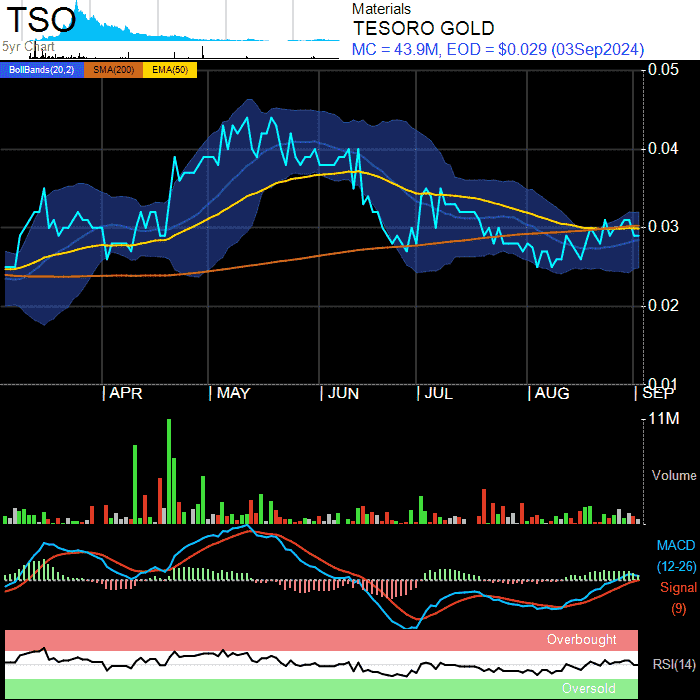 TSO
5yr Chart
Materials
TESORO GOLD
MC = 43.9M, EOD = $0.029 (03Sep2024)
BollBands(20,2) SMA(200) EMA(50)
0.05
0.04
0.03
0.02
0.01
APR MAY JUN JUL AUG SEP
11M
Volume
MACD
(12-26)
Signal
(9)
Overbought
RSI(14)
Oversold